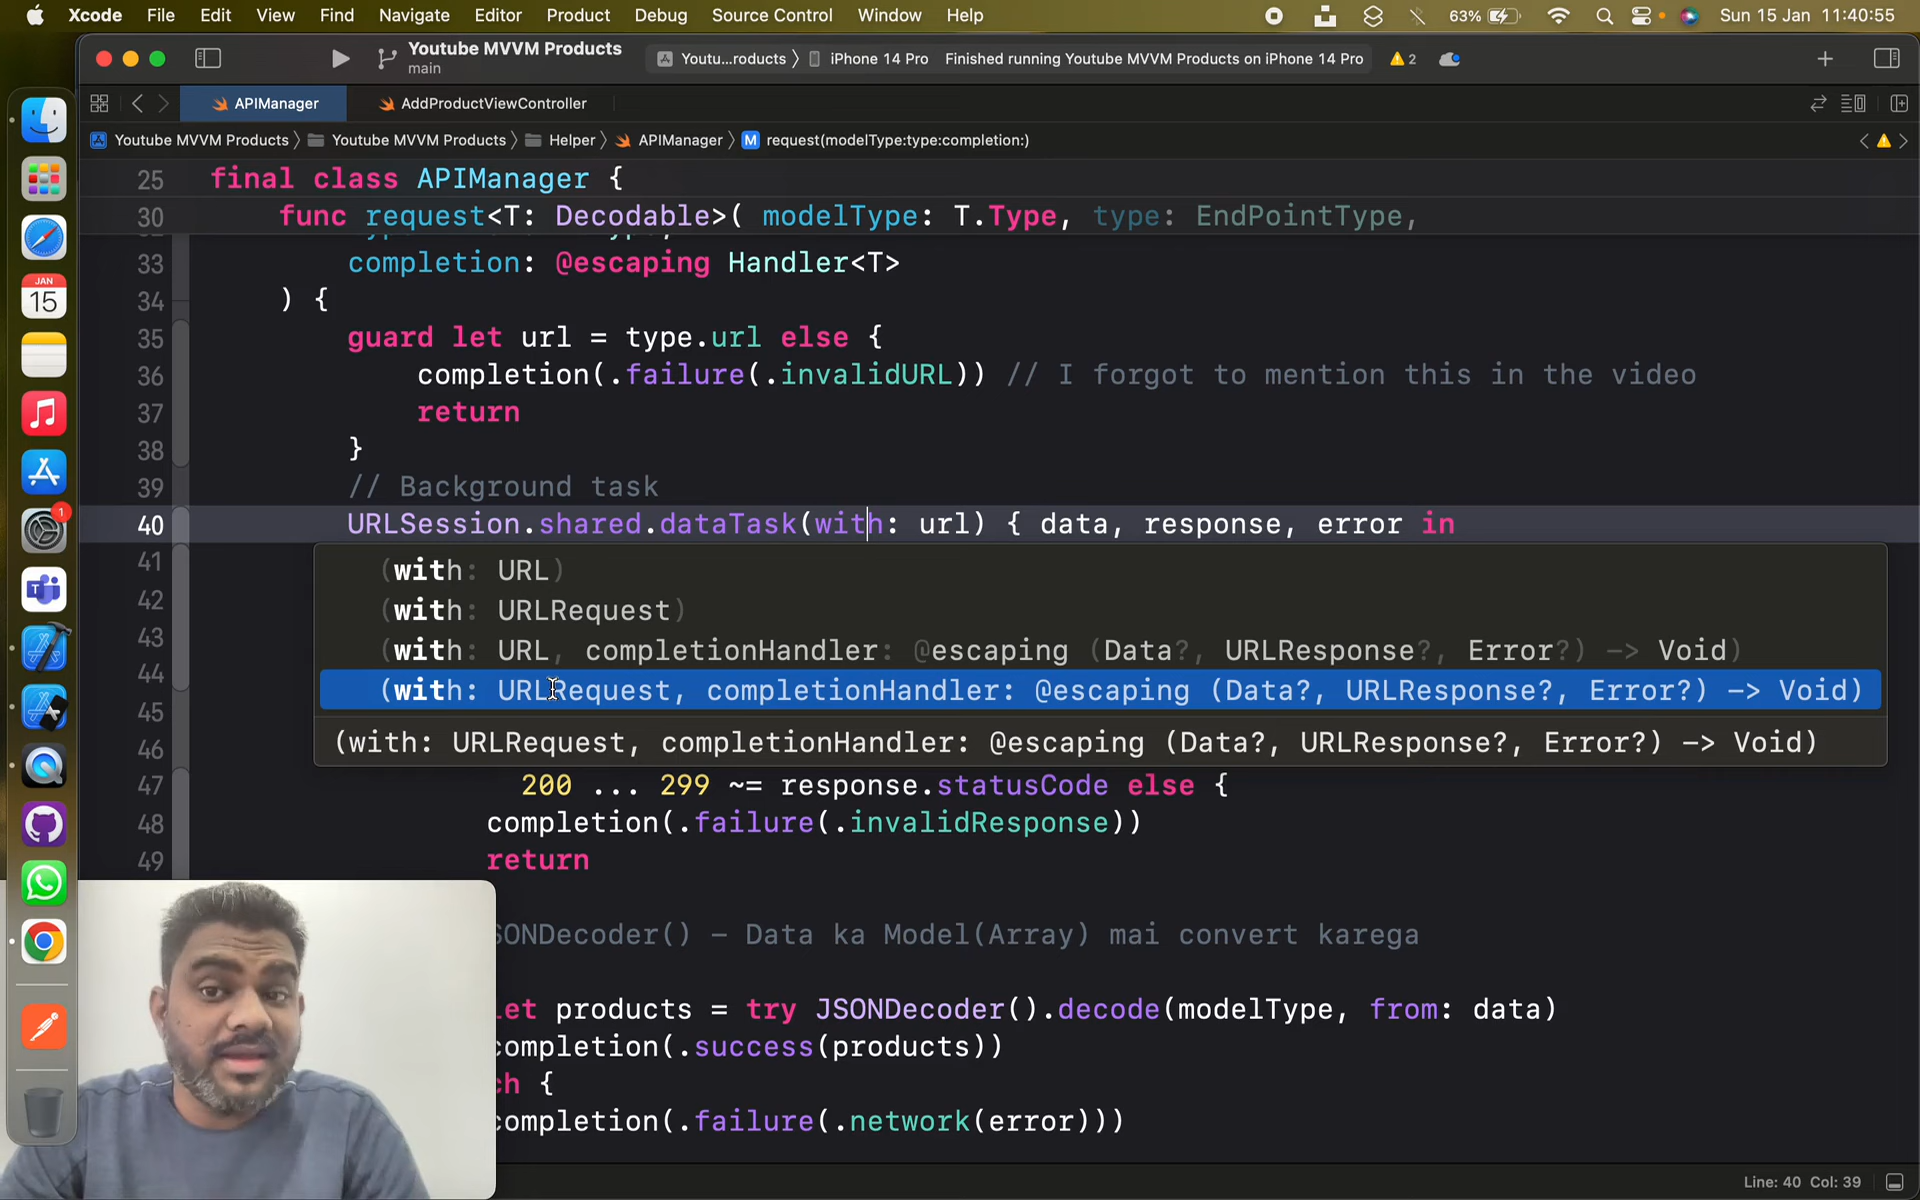 Xcode File Edit View Find Navigate Editor Product Debug Source Control Window Help 63% Sun 15 Jan 11:40:55
Youtube MVVM Products
main
Youtu...roducts 〉 iPhone 14 Pro Finished running Youtube MVVM Products on iPhone 14 Pro 2
APIManager AddProductViewController
Youtube MVVM Products 〉 Youtube MVVM Products 〉 Helper 〉 APIManager 〉 M request(modelType:type:completion:)
25 final class APIManager {
30 func request<T: Decodable>( modelType: T.Type, type: EndPointType,
33 completion: @escaping Handler<T>
34 ) {
35 guard let url = type.url else {
36 completion(.failure(.invalidURL)) // I forgot to mention this in the video
37 return
38 }
39 // Background task
40 URLSession.shared.dataTask(with: url) { data, response, error in
41 (with: URL)
42 (with: URLRequest)
43 (with: URL, completionHandler: @escaping (Data?, URLResponse?, Error?) -> Void)
44 (with: URLRequest, completionHandler: @escaping (Data?, URLResponse?, Error?) -> Void)
45
46 (with: URLRequest, completionHandler: @escaping (Data?, URLResponse?, Error?) -> Void)
47 200 ... 299 ~= response.statusCode else {
48 completion(.failure(.invalidResponse))
49 return
SONDecoder() – Data ka Model(Array) mai convert karega
et products = try JSONDecoder().decode(modelType, from: data)
ompletion(.success(products))
ch {
ompletion(.failure(.network(error)))
JAN
15
1
Line: 40 Col: 39